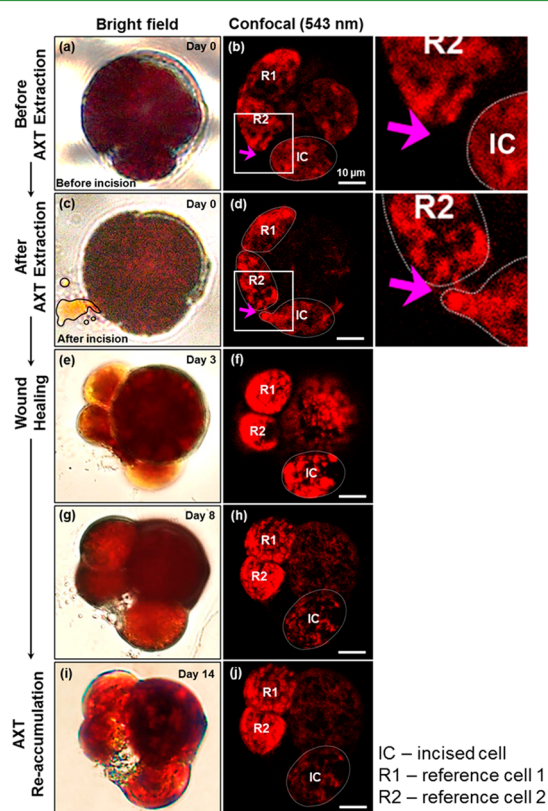 Bright field
Confocal (543 nm)
Before
AXT Extraction
After
AXT Extraction
Wound
Healing
AXT
Re-accumulation
(a)
Day 0
Before incision
(b)
R1
R2
IC
10 µm
R2
IC
(c)
Day 0
After incision
(d)
R1
R2
IC
R2
(e)
Day 3
(f)
R1
R2
IC
(g)
Day 8
(h)
R1
R2
IC
(i)
Day 14
(j)
R1
R2
IC
IC – incised cell
R1 – reference cell 1
R2 – reference cell 2